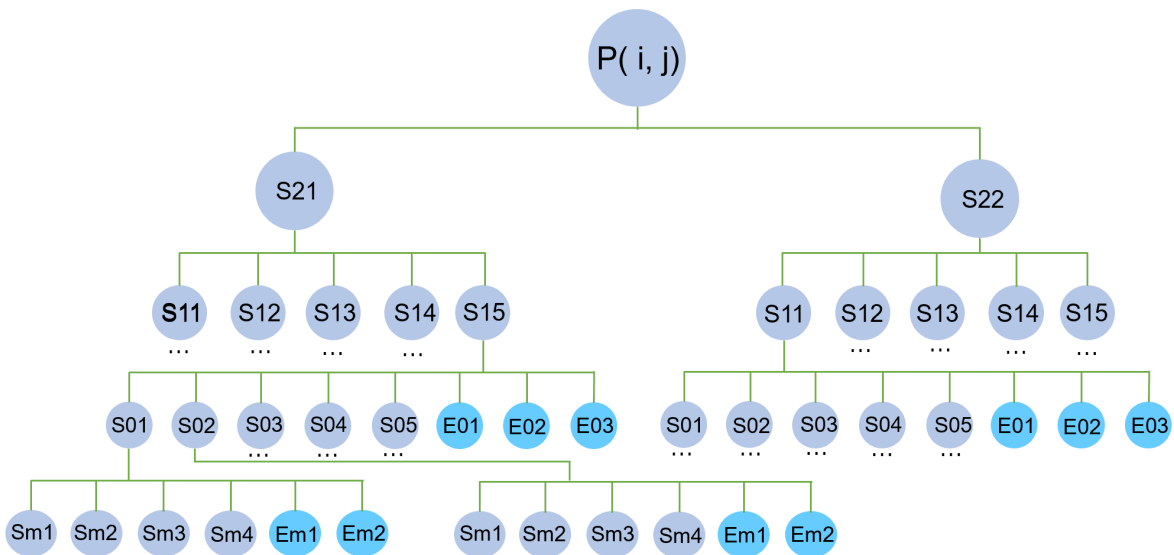 P( i, j)
S21
S22
S11 S12 S13 S14 S15
S11 S12 S13 S14 S15
... ... ... ...
... ... ... ...
S01 S02 S03 S04 S05 E01 E02 E03
S01 S02 S03 S04 S05 E01 E02 E03
... ... ...
... ... ... ... ...
Sm1 Sm2 Sm3 Sm4 Em1 Em2
Sm1 Sm2 Sm3 Sm4 Em1 Em2